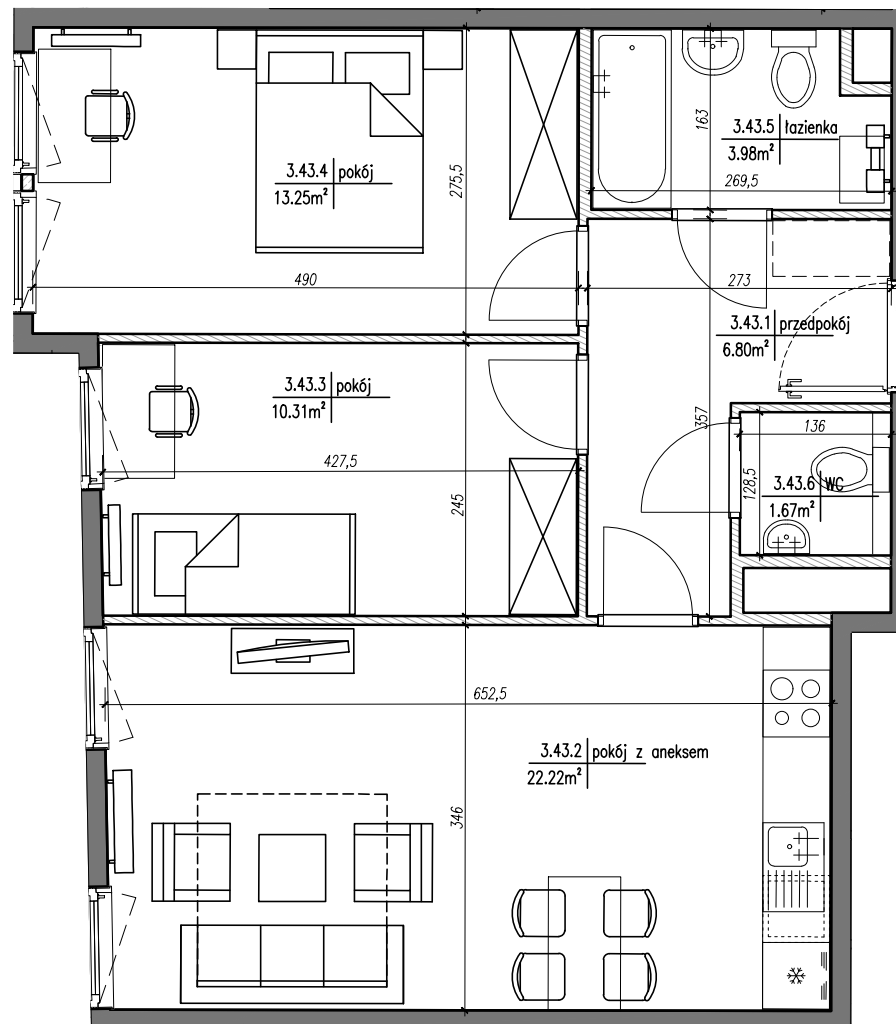 163
3.43.5 łazienka
3.98m²
269,5
3.43.4 pokój
13.25m²
275,5
490
273
3.43.1 przedpokój
6.80m²
3.43.3 pokój
10.31m²
357
136
427,5
245
128,5
3.43.6 WC
1.67m²
652,5
3.43.2 pokój z aneksem
22.22m²
346